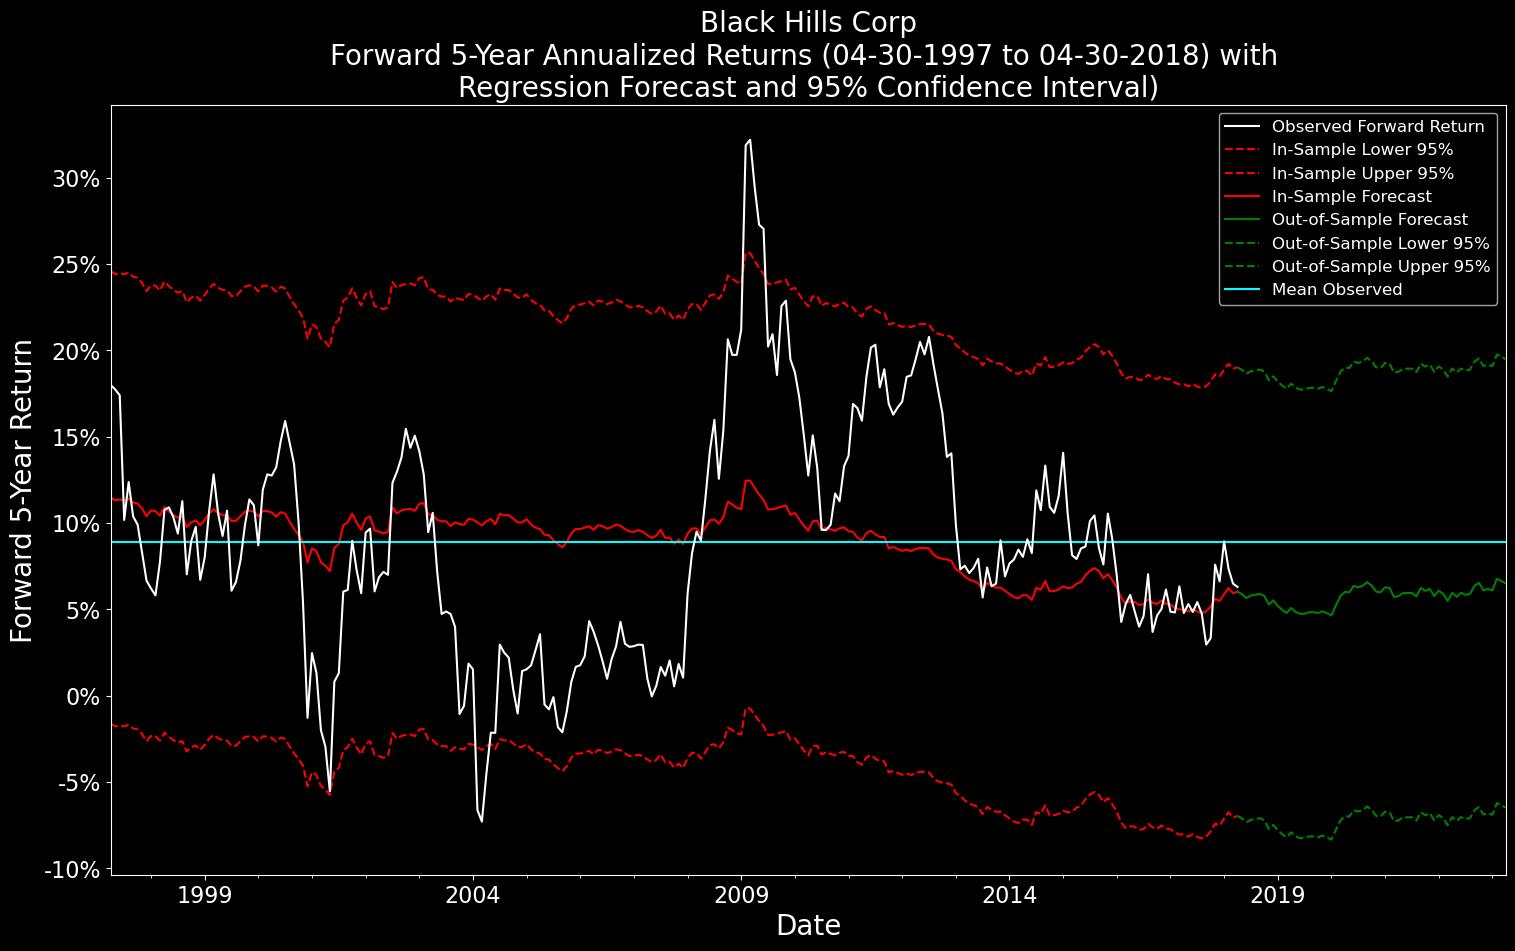 Black Hills Corp
Forward 5-Year Annualized Returns (04-30-1997 to 04-30-2018) with
Regression Forecast and 95% Confidence Interval)
Observed Forward Return
In-Sample Lower 95%
In-Sample Upper 95%
In-Sample Forecast
Out-of-Sample Forecast
Out-of-Sample Lower 95%
Out-of-Sample Upper 95%
Mean Observed
Forward 5-Year Return
30%
25%
20%
15%
10%
5%
0%
-5%
-10%
1999
2004
2009
2014
2019
Date